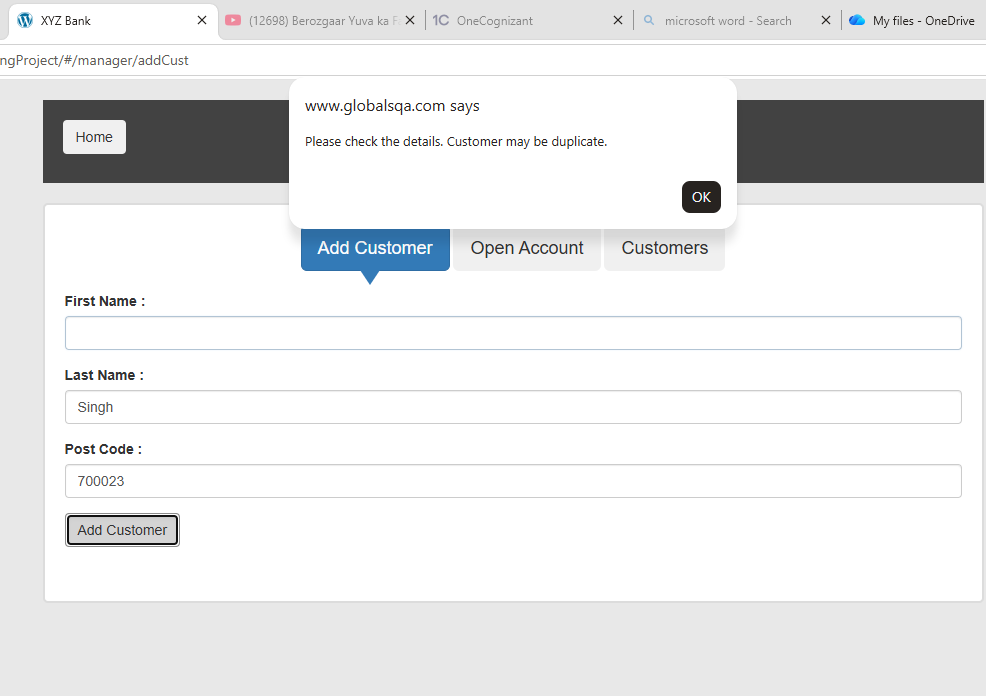 XYZ Bank
(12698) Berozgaar Yuva ka F
1C OneCognizant
microsoft word - Search
My files - OneDrive
ngProject/#/manager/addCust
www.globalsqa.com says
Please check the details. Customer may be duplicate.
OK
Home
Add Customer
Open Account
Customers
First Name :
Last Name :
Singh
Post Code :
700023
Add Customer